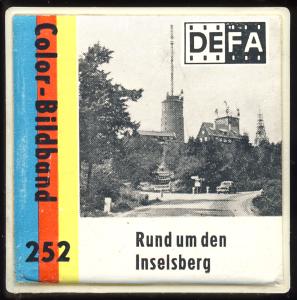 DEFA
Color-Bildband
252
Rund um den
Inselsberg